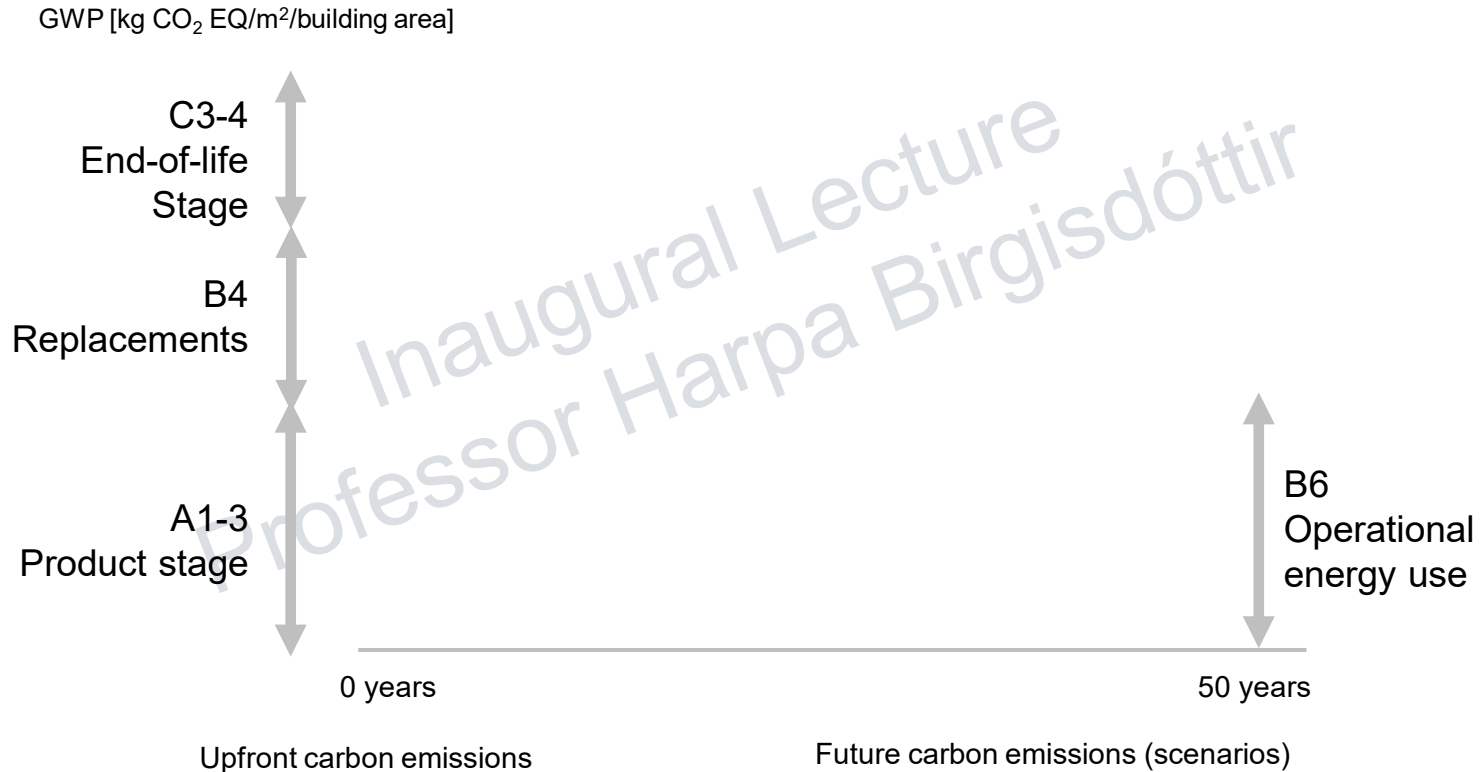 GWP [kg CO₂ EQ/m²/building area]
C3-4
End-of-life
Stage
B4
Replacements
A1-3
Product stage
Inaugural Lecture
Professor Harpa Birgisdóttir
B6
Operational
energy use
0 years
50 years
Upfront carbon emissions
Future carbon emissions (scenarios)